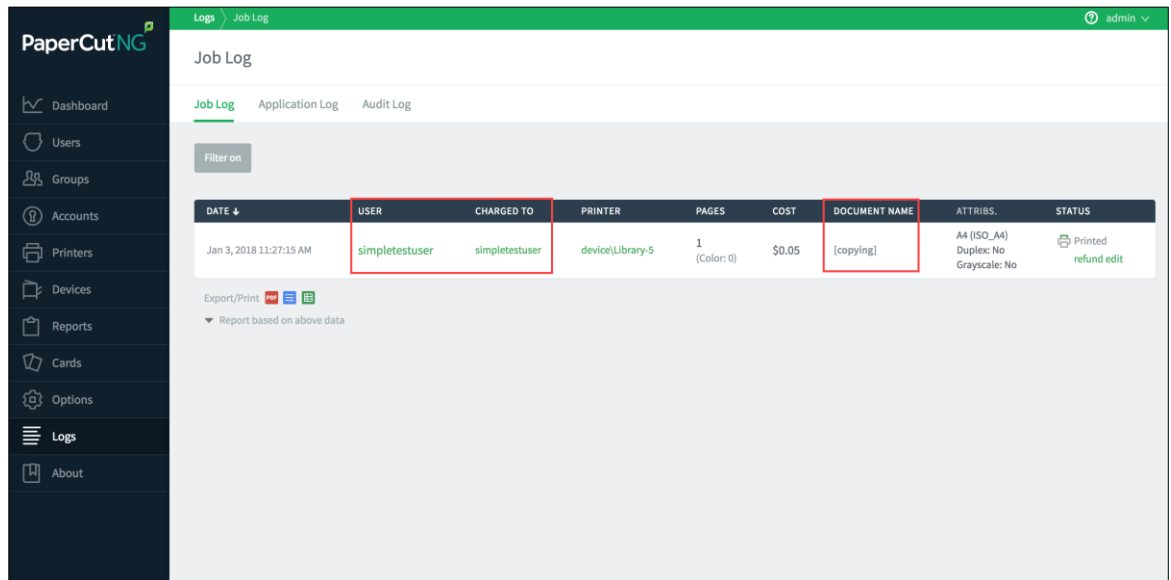 Logs Job Log admin
PaperCutNG
Job Log
Job Log Application Log Audit Log
Dashboard
Users
Groups
Accounts
Printers
Devices
Reports
Cards
Options
Logs
About
Filter on
DATE USER CHARGED TO PRINTER PAGES COST DOCUMENT NAME ATTRIBS. STATUS
Jan 3, 2018 11:27:15 AM simpletestuser simpletestuser device\Library-5 1 (Color: 0) $0.05 [copying] A4 (ISO_A4) Duplex: No Grayscale: No Printed refund edit
Export/Print PDF
Report based on above data